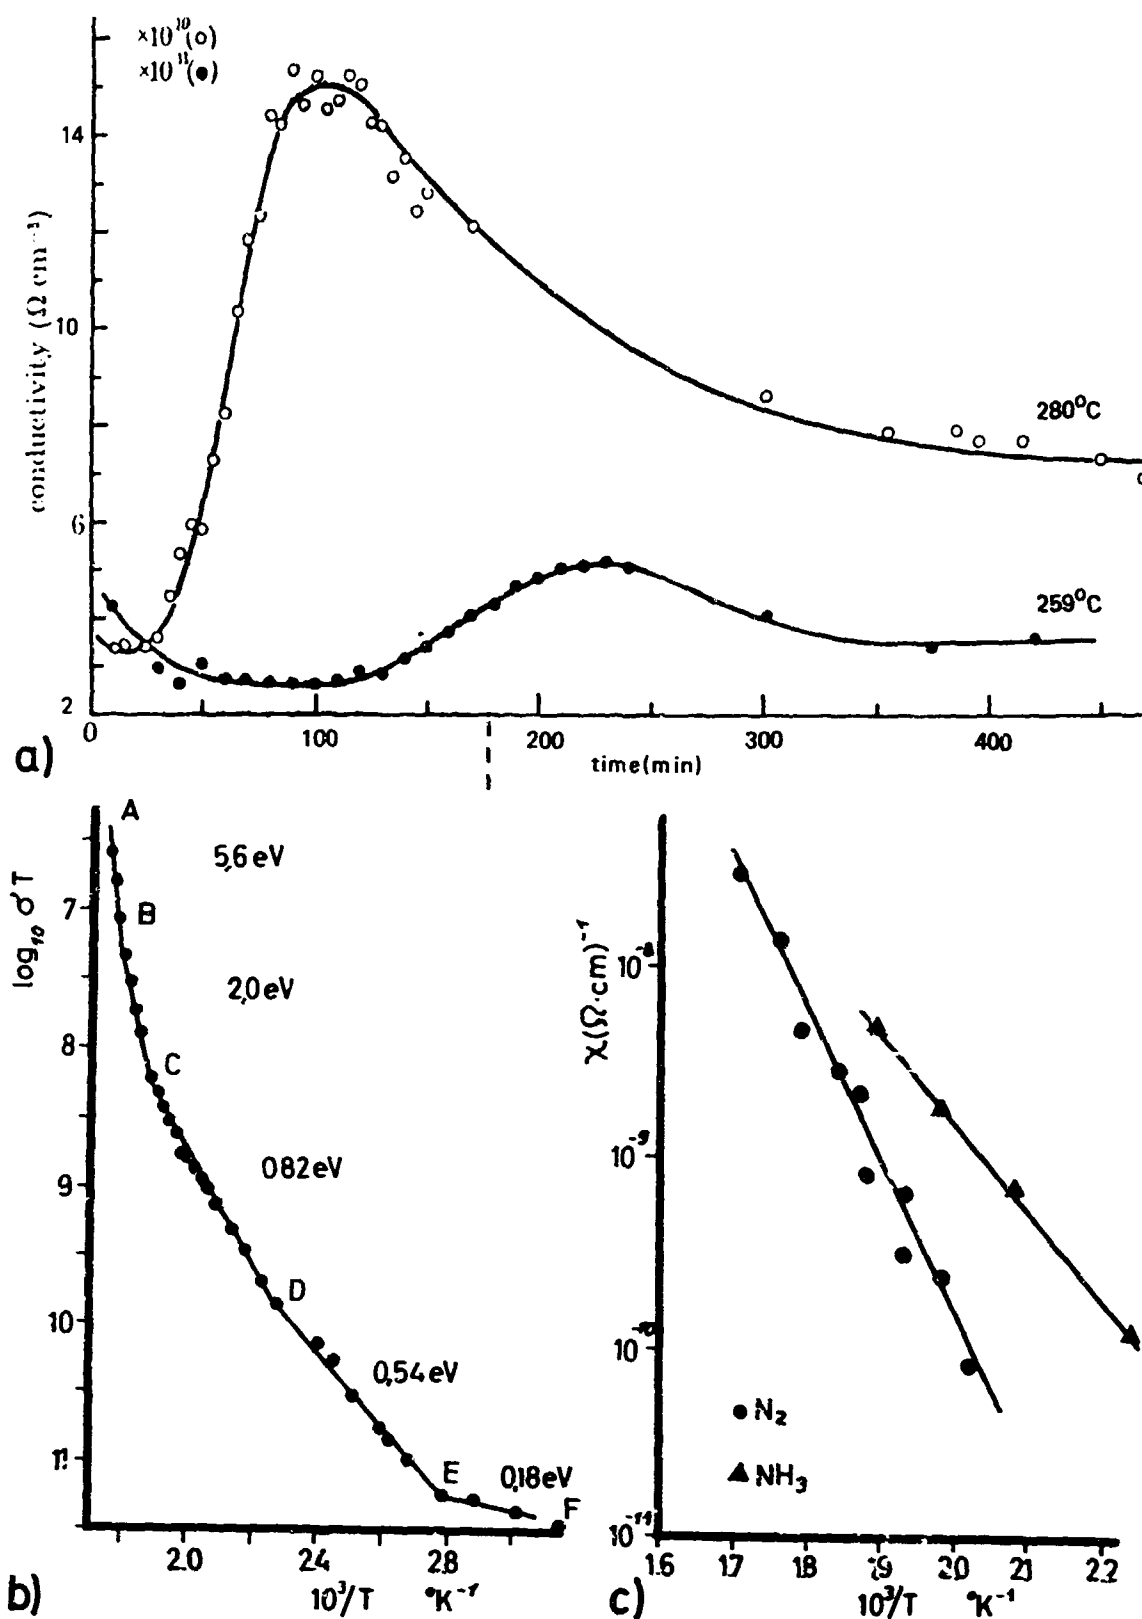 ×10¹⁰(o)
×10¹¹(●)
14
10
6
2
conductivity (Ω cm⁻¹)
280°C
259°C
0
100
200
300
400
time(min)
a)
A
5,6 eV
7
B
2,0 eV
8
C
0,82 eV
9
D
10
0,54 eV
11
E
0,18 eV
F
log₁₀ σT
2.0
2.4
2.8
10³/T °K⁻¹
b)
χ(Ω·cm)⁻¹
10⁻⁸
10⁻⁹
10⁻¹⁰
10⁻¹¹
● N₂
▲ NH₃
1.6
1.7
1.8
1.9
2.0
2.1
2.2
10³/T °K⁻¹
c)